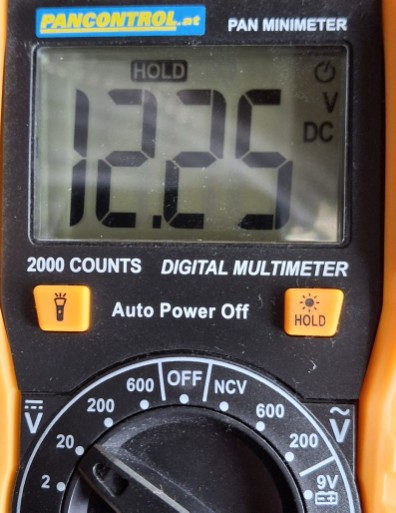 PANCONTROL.at PAN MINIMETER
HOLD
V
12.25 DC
2000 COUNTS DIGITAL MULTIMETER
Auto Power Off
HOLD
OFF
600 NCV
200 600
V 20 200 V
2 9V